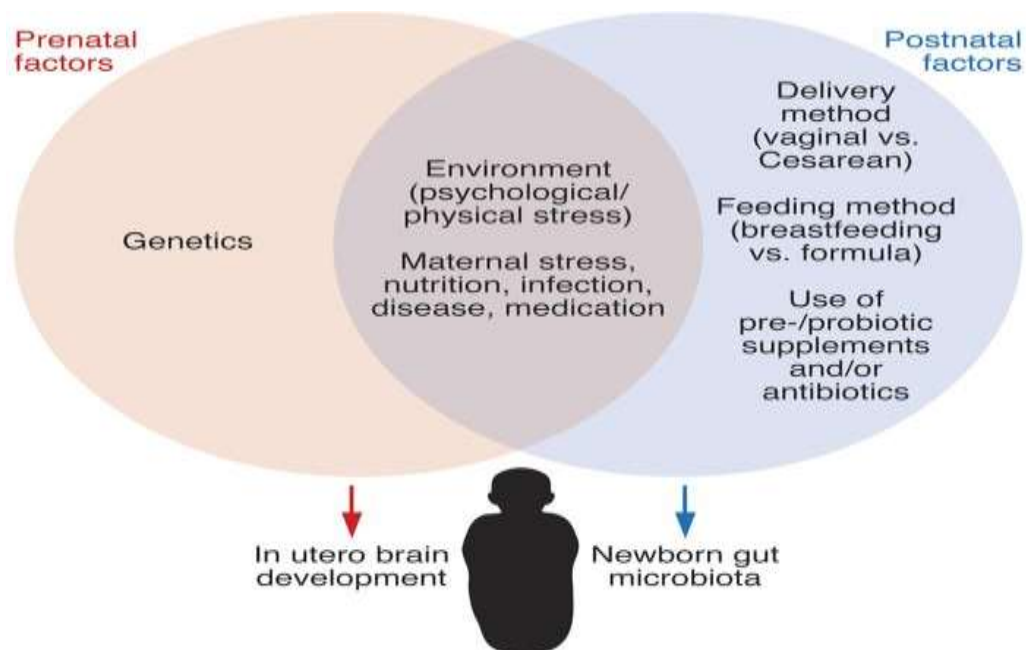 Prenatal
factors
Postnatal
factors
Genetics
Environment
(psychological/
physical stress)
Maternal stress,
nutrition, infection,
disease, medication
Delivery
method
(vaginal vs.
Cesarean)
Feeding method
(breastfeeding
vs. formula)
Use of
pre-/probiotic
supplements
and/or
antibiotics
In utero brain
development
Newborn gut
microbiota